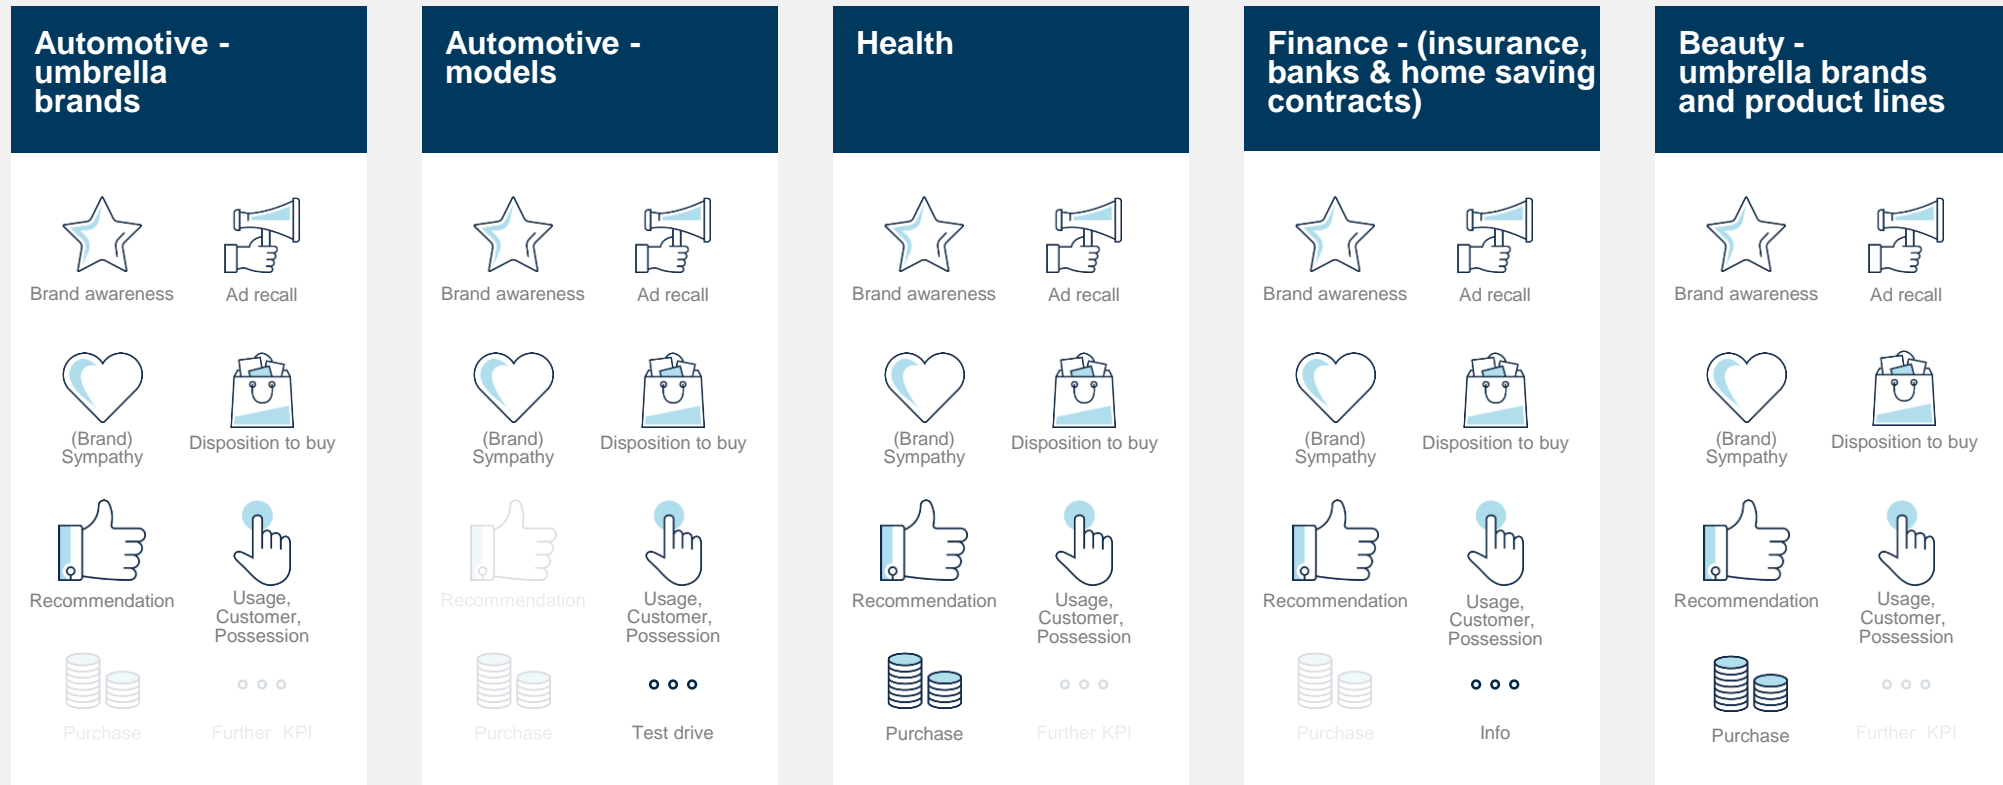 Automotive -
umbrella
brands
Brand awareness
Ad recall
(Brand)
Sympathy
Disposition to buy
Recommendation
Usage,
Customer,
Possession
Purchase
Further KPI
Automotive -
models
Brand awareness
Ad recall
(Brand)
Sympathy
Disposition to buy
Recommendation
Usage,
Customer,
Possession
Purchase
Test drive
Health
Brand awareness
Ad recall
(Brand)
Sympathy
Disposition to buy
Recommendation
Usage,
Customer,
Possession
Purchase
Further KPI
Finance - (insurance,
banks & home saving
contracts)
Brand awareness
Ad recall
(Brand)
Sympathy
Disposition to buy
Recommendation
Usage,
Customer,
Possession
Purchase
Info
Beauty -
umbrella brands
and product lines
Brand awareness
Ad recall
(Brand)
Sympathy
Disposition to buy
Recommendation
Usage,
Customer,
Possession
Purchase
Further KPI